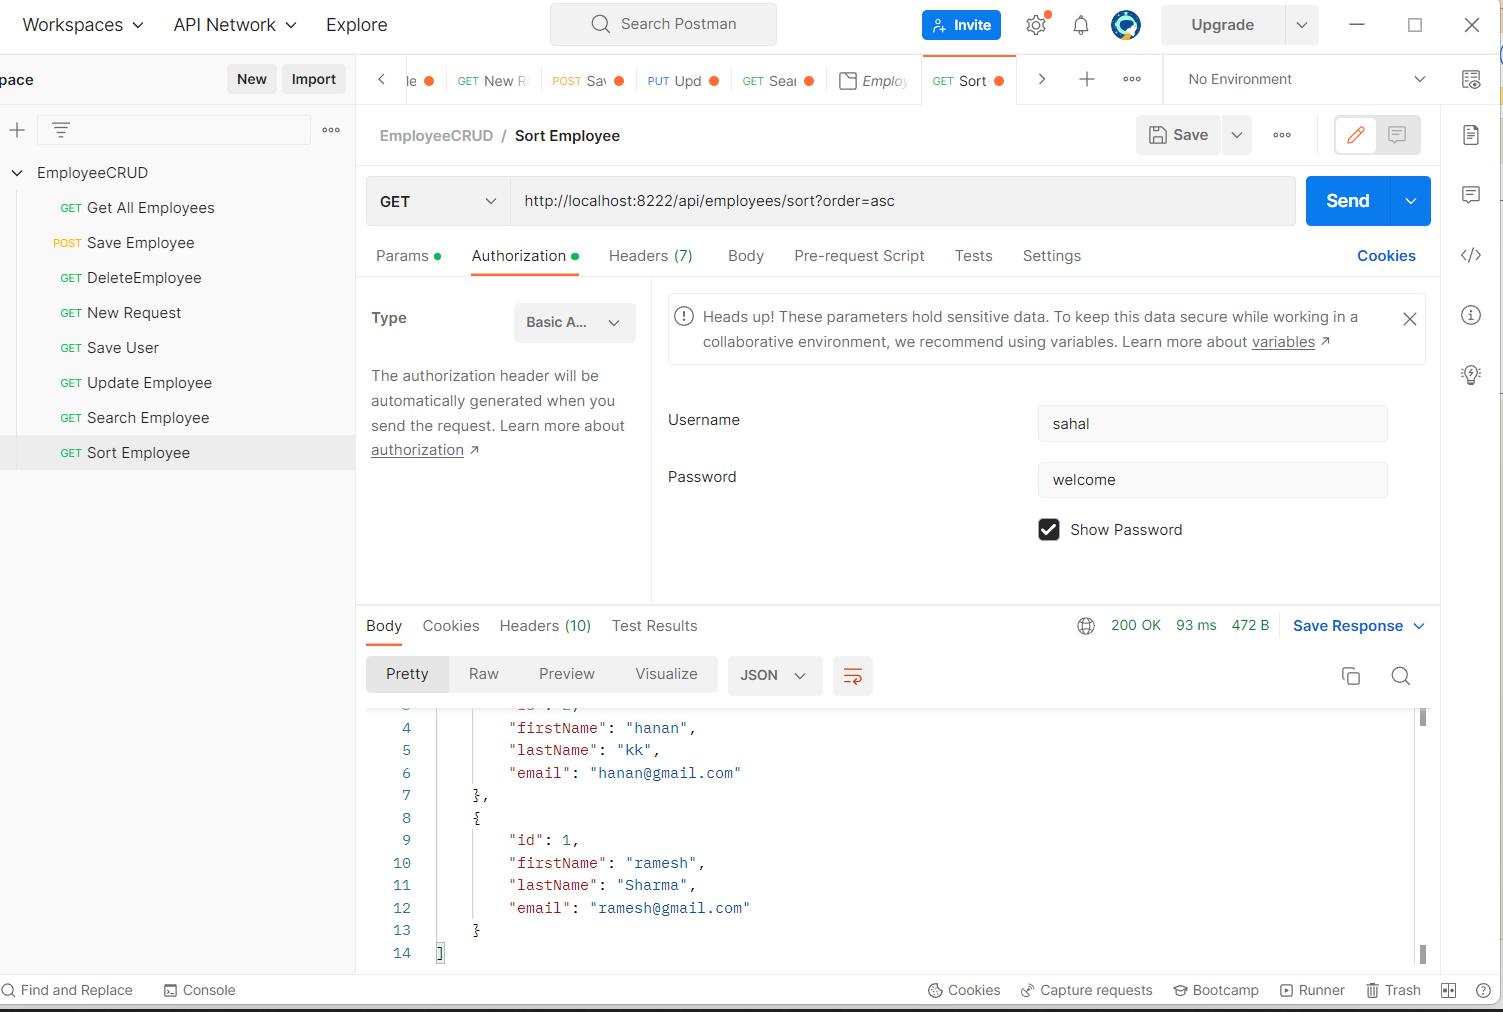 Workspaces API Network Explore Search Postman Invite Upgrade
pace New Import
GET New R POST Sav PUT Upd GET Sear Employ GET Sort No Environment
EmployeeCRUD / Sort Employee Save
EmployeeCRUD
GET Get All Employees
POST Save Employee
GET DeleteEmployee
GET New Request
GET Save User
GET Update Employee
GET Search Employee
GET Sort Employee
GET http://localhost:8222/api/employees/sort?order=asc Send
Params Authorization Headers (7) Body Pre-request Script Tests Settings Cookies
Type Basic A...
The authorization header will be
automatically generated when you
send the request. Learn more about
authorization ↗
Heads up! These parameters hold sensitive data. To keep this data secure while working in a
collaborative environment, we recommend using variables. Learn more about variables ↗
Username sahal
Password welcome
Show Password
Body Cookies Headers (10) Test Results 200 OK 93 ms 472 B Save Response
Pretty Raw Preview Visualize JSON
4 "firstName": "hanan",
5 "lastName": "kk",
6 "email": "hanan@gmail.com"
7 },
8 {
9 "id": 1,
10 "firstName": "ramesh",
11 "lastName": "Sharma",
12 "email": "ramesh@gmail.com"
13 }
14 ]
Find and Replace Console Cookies Capture requests Bootcamp Runner Trash